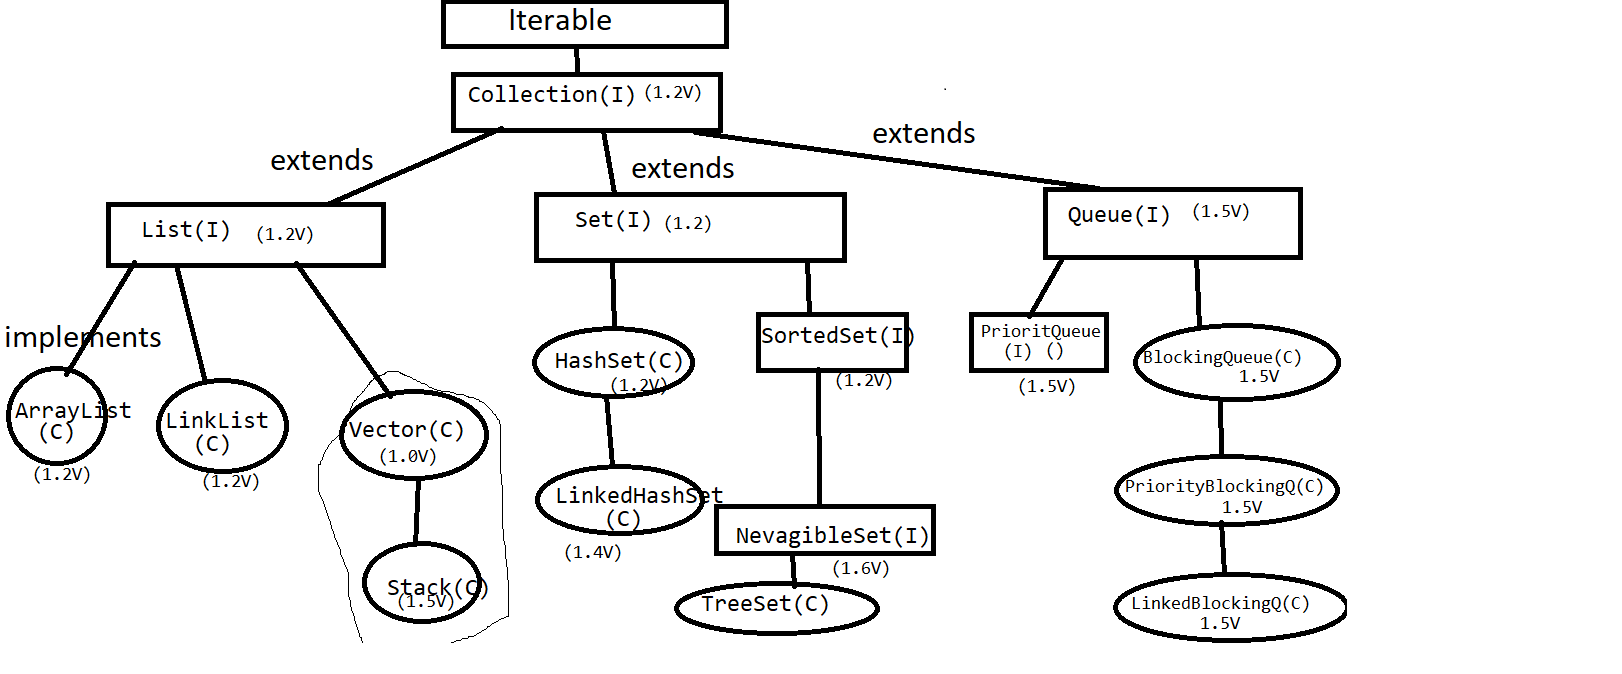 Iterable
Collection(I) (1.2V)
extends
extends
extends
List(I) (1.2V)
Set(I) (1.2)
Queue(I) (1.5V)
implements
ArrayList
(C)
(1.2V)
LinkList
(C)
(1.2V)
Vector(C)
(1.0V)
Stack(C)
(1.5V)
HashSet(C)
(1.2V)
LinkedHashSet
(C)
(1.4V)
SortedSet(I)
(1.2V)
NevagibleSet(I)
(1.6V)
TreeSet(C)
PrioritQueue
(I) ()
(1.5V)
BlockingQueue(C)
1.5V
PriorityBlockingQ(C)
1.5V
LinkedBlockingQ(C)
1.5V